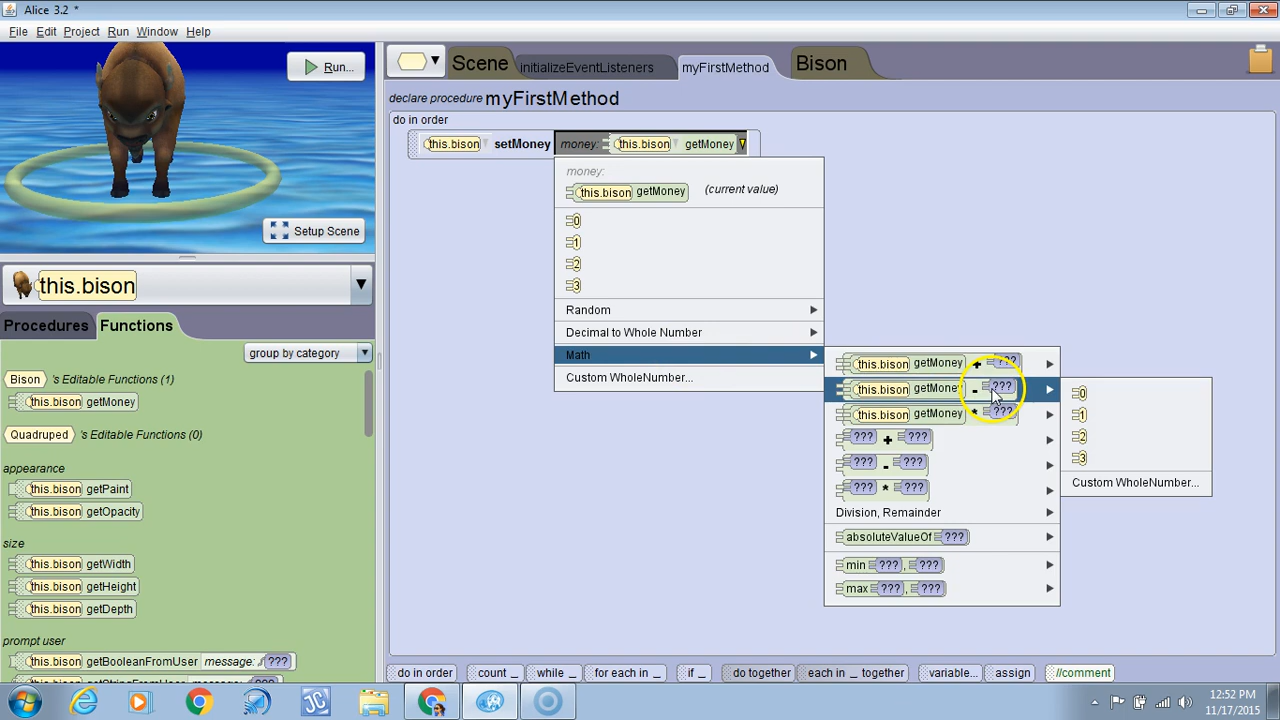 Alice 3.2 *
File Edit Project Run Window Help
Run...
Setup Scene
this.bison
Procedures Functions
group by category
Bison 's Editable Functions (1)
this.bison getMoney
Quadruped 's Editable Functions (0)
appearance
this.bison getPaint
this.bison getOpacity
size
this.bison getWidth
this.bison getHeight
this.bison getDepth
prompt user
this.bison getBooleanFromUser message: ???
this.bison getStringFromUser message: ???
Scene initializeEventListeners myFirstMethod Bison
declare procedure myFirstMethod
do in order
this.bison setMoney money: this.bison getMoney
money:
this.bison getMoney (current value)
0
1
2
3
Random
Decimal to Whole Number
Math
Custom WholeNumber...
this.bison getMoney + ???
this.bison getMoney - ???
this.bison getMoney * ???
??? + ???
??? - ???
??? * ???
Division, Remainder
absoluteValueOf ???
min ??? , ???
max ??? , ???
0
1
2
3
Custom WholeNumber...
do in order count _ while _ for each in _ if _ do together each in _ together variable... assign //comment
JC
12:52 PM
11/17/2015